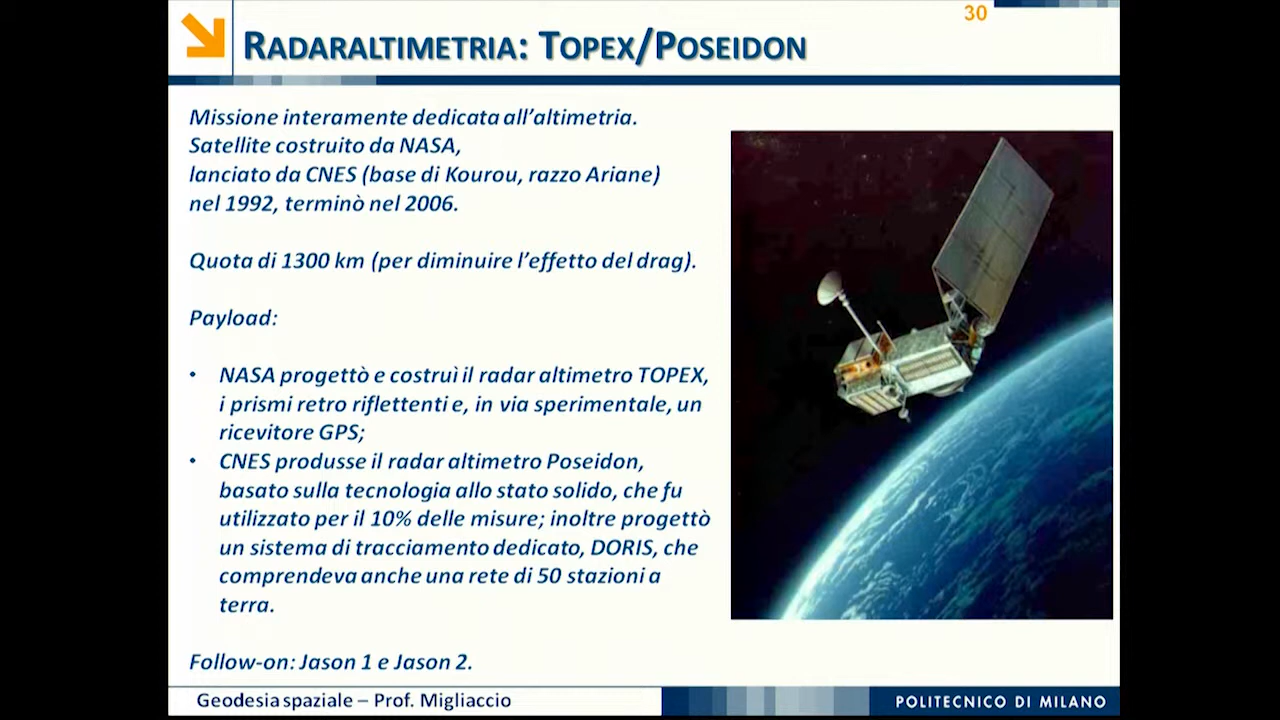 30
RADARALTIMETRIA: TOPEX/POSEIDON
Missione interamente dedicata all'altimetria.
Satellite costruito da NASA,
lanciato da CNES (base di Kourou, razzo Ariane)
nel 1992, terminò nel 2006.
Quota di 1300 km (per diminuire l'effetto del drag).
Payload:
• NASA progettò e costruì il radar altimetro TOPEX,
i prismi retro riflettenti e, in via sperimentale, un
ricevitore GPS;
• CNES produsse il radar altimetro Poseidon,
basato sulla tecnologia allo stato solido, che fu
utilizzato per il 10% delle misure; inoltre progettò
un sistema di tracciamento dedicato, DORIS, che
comprendeva anche una rete di 50 stazioni a
terra.
Follow-on: Jason 1 e Jason 2.
Geodesia spaziale – Prof. Migliaccio
POLITECNICO DI MILANO